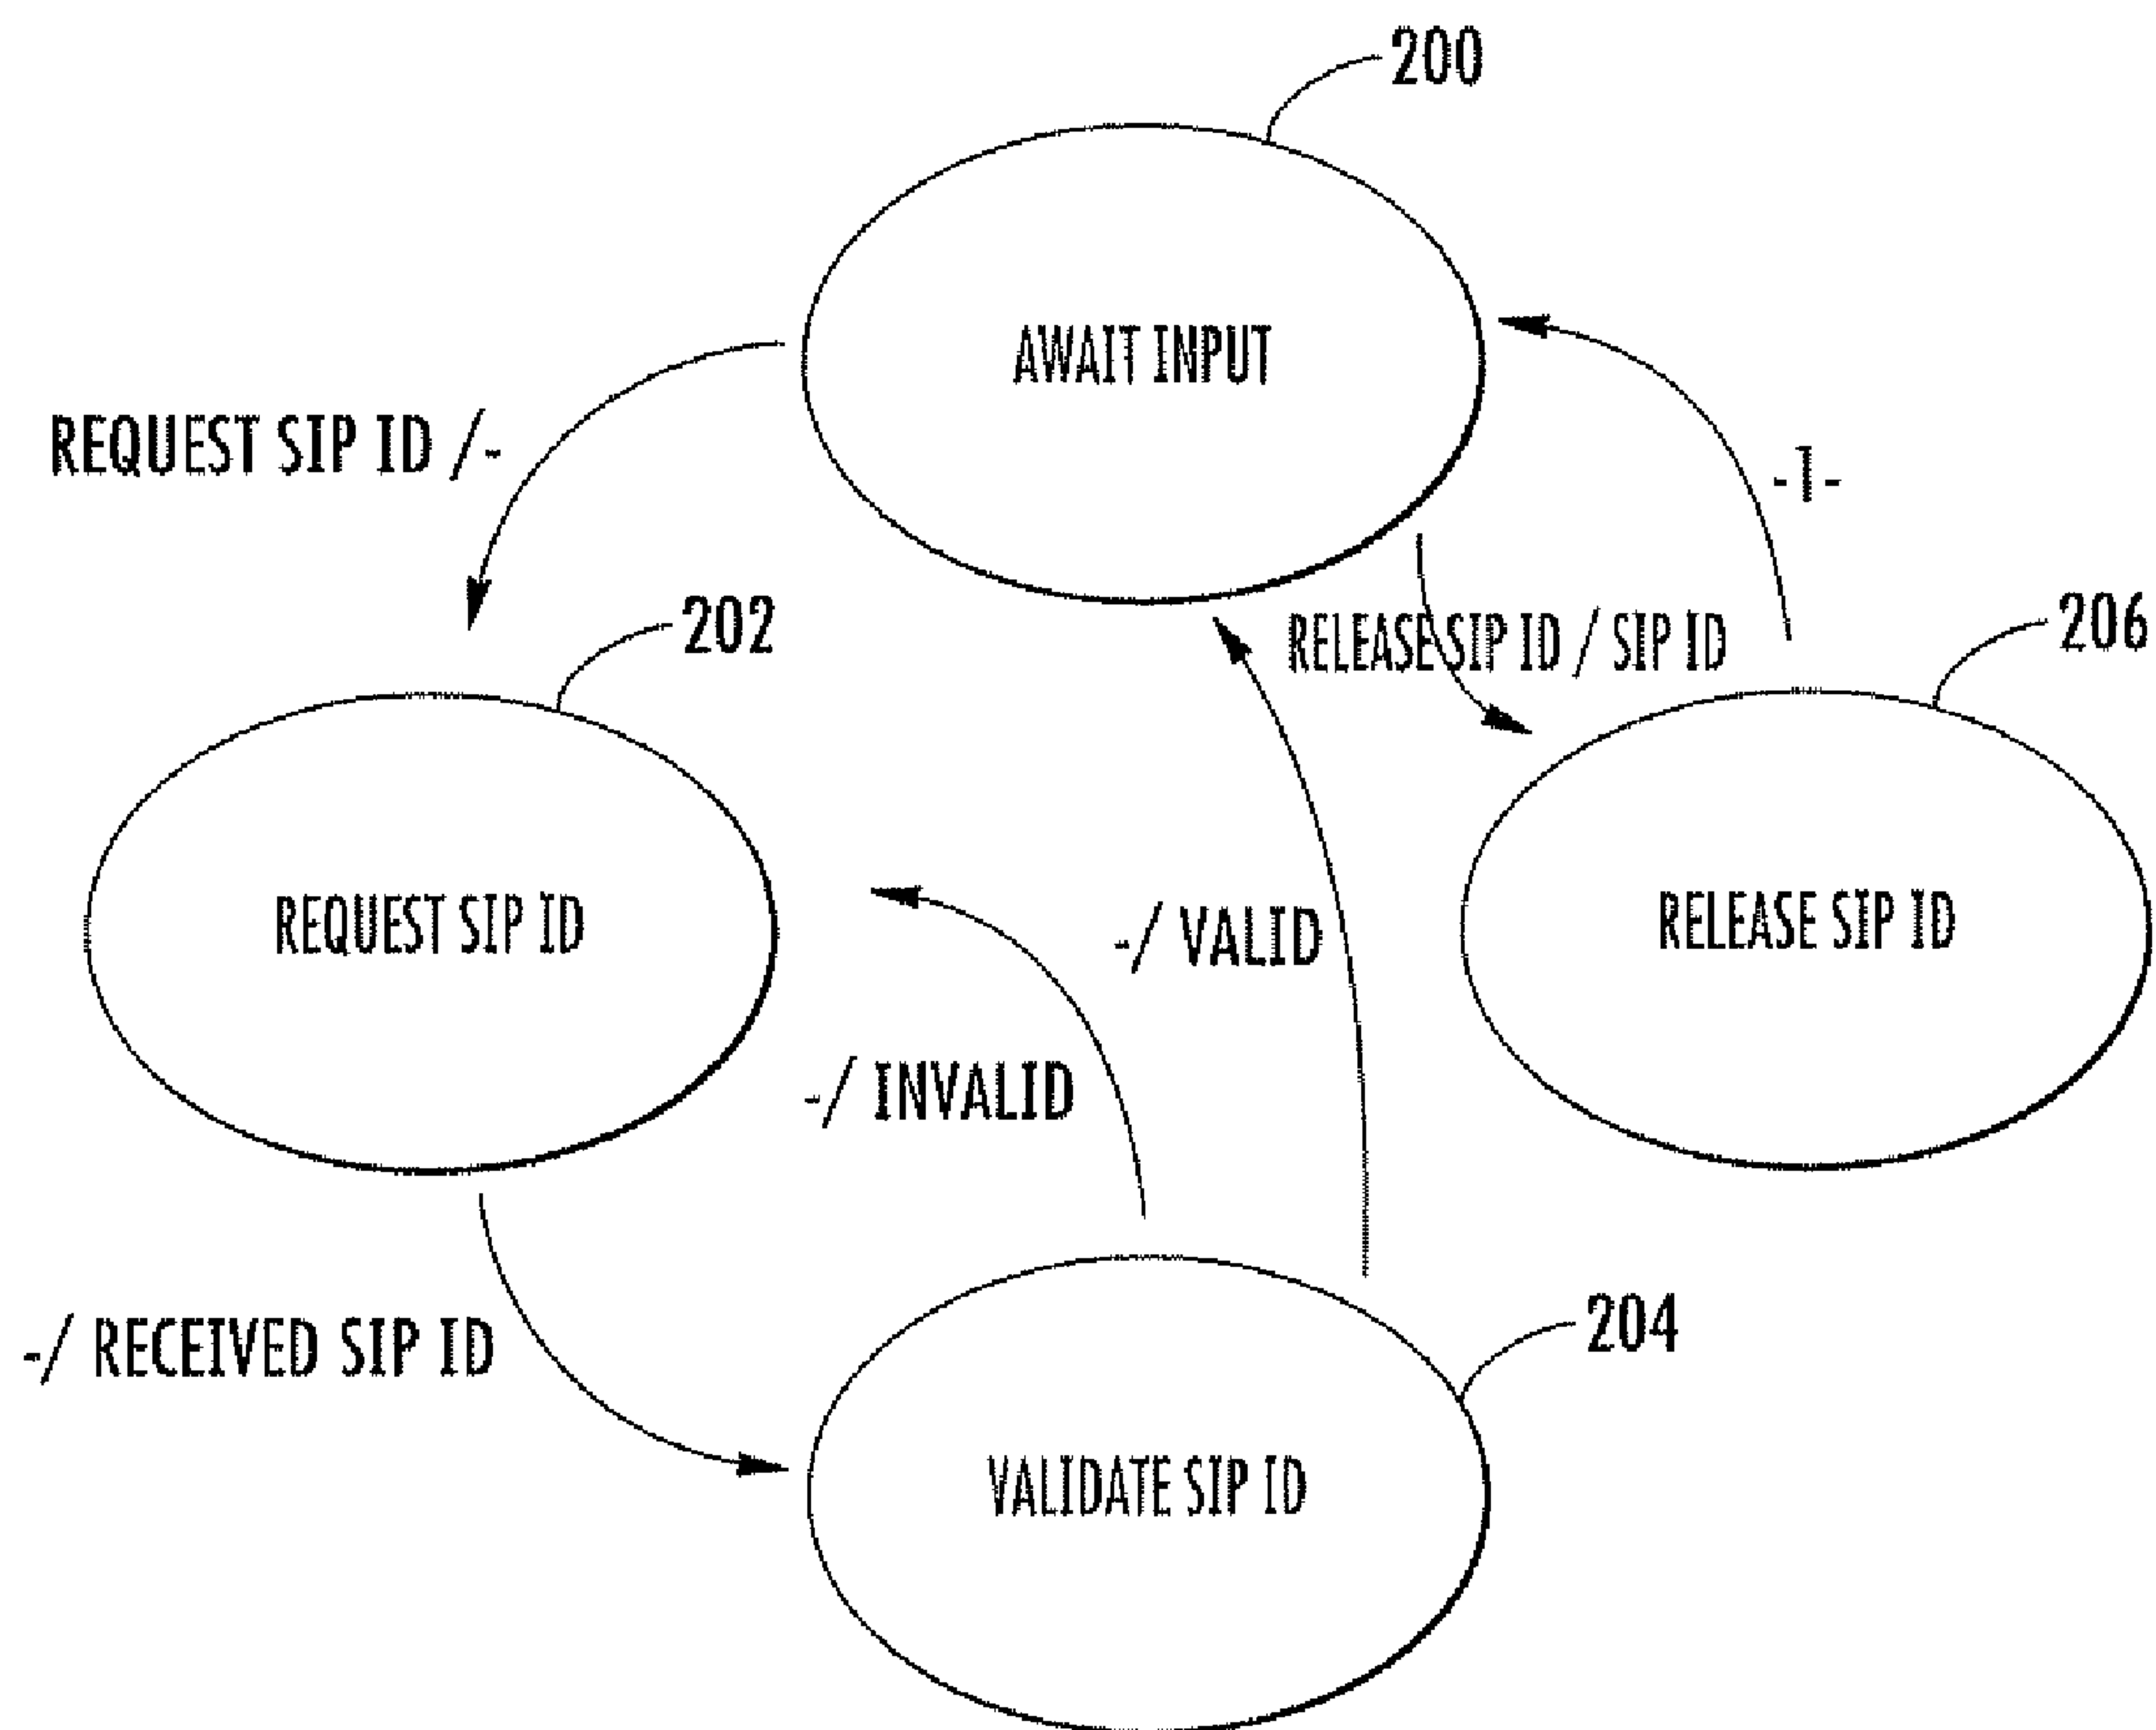 200
AWAIT INPUT
REQUEST SIP ID /-
-1-
202
RELEASE SIP ID / SIP ID
206
REQUEST SIP ID
-/ VALID
RELEASE SIP ID
-/ INVALID
-/ RECEIVED SIP ID
204
VALIDATE SIP ID